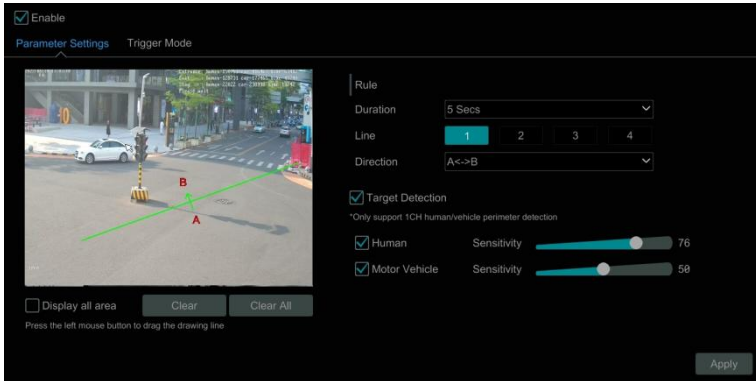 Enable
Parameter Settings
Trigger Mode
B
A
Display all area
Clear
Clear All
Press the left mouse button to drag the drawing line
Rule
Duration
5 Secs
Line
1
2
3
4
Direction
A<->B
Target Detection
*Only support 1CH human/vehicle perimeter detection
Human
Sensitivity
76
Motor Vehicle
Sensitivity
50
Apply